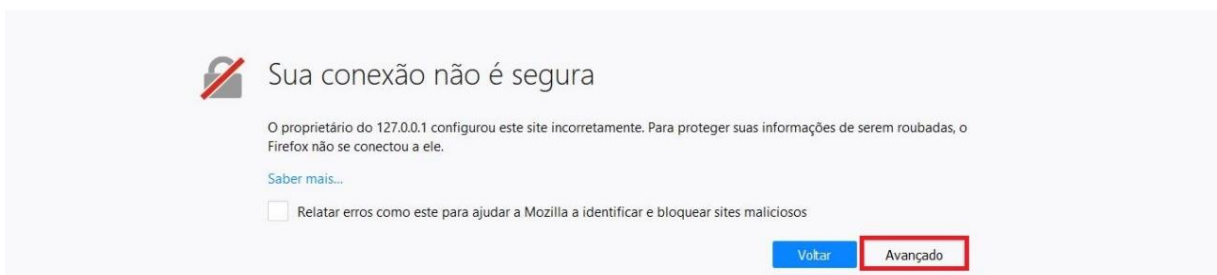 Sua conexão não é segura
O proprietário do 127.0.0.1 configurou este site incorretamente. Para proteger suas informações de serem roubadas, o
Firefox não se conectou a ele.
Saber mais...
Relatar erros como este para ajudar a Mozilla a identificar e bloquear sites maliciosos
Voltar Avançado